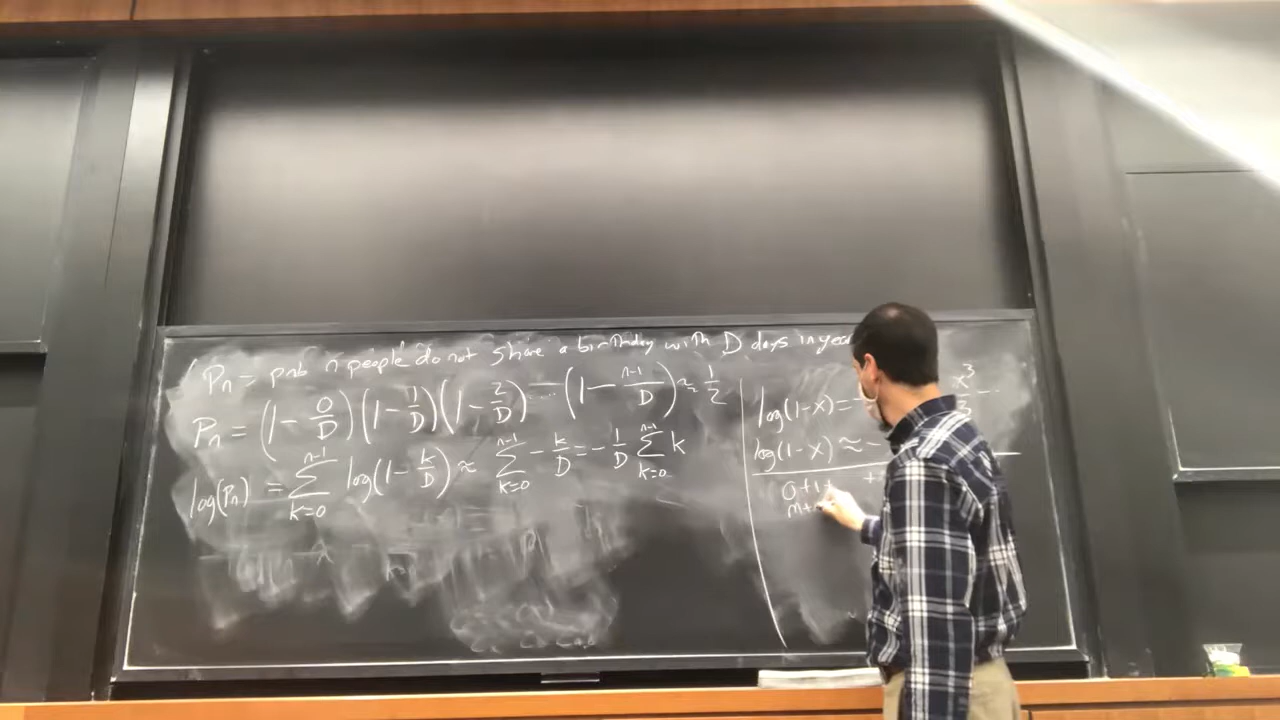 Pₙ = prob n people do not share a birthday with D days in year
Pₙ = (1 - 0/D)(1 - 1/D)(1 - 2/D) ··· (1 - n-1/D) ≈ 1/2
log(Pₙ) = ∑_{k=0}^{n-1} log(1 - k/D) ≈ ∑_{k=0}^{n-1} - k/D = - 1/D ∑_{k=0}^{n-1} k
log(1-x) = - x³/3 - ···
log(1-x) ≈ -
0 + 1 +
m +